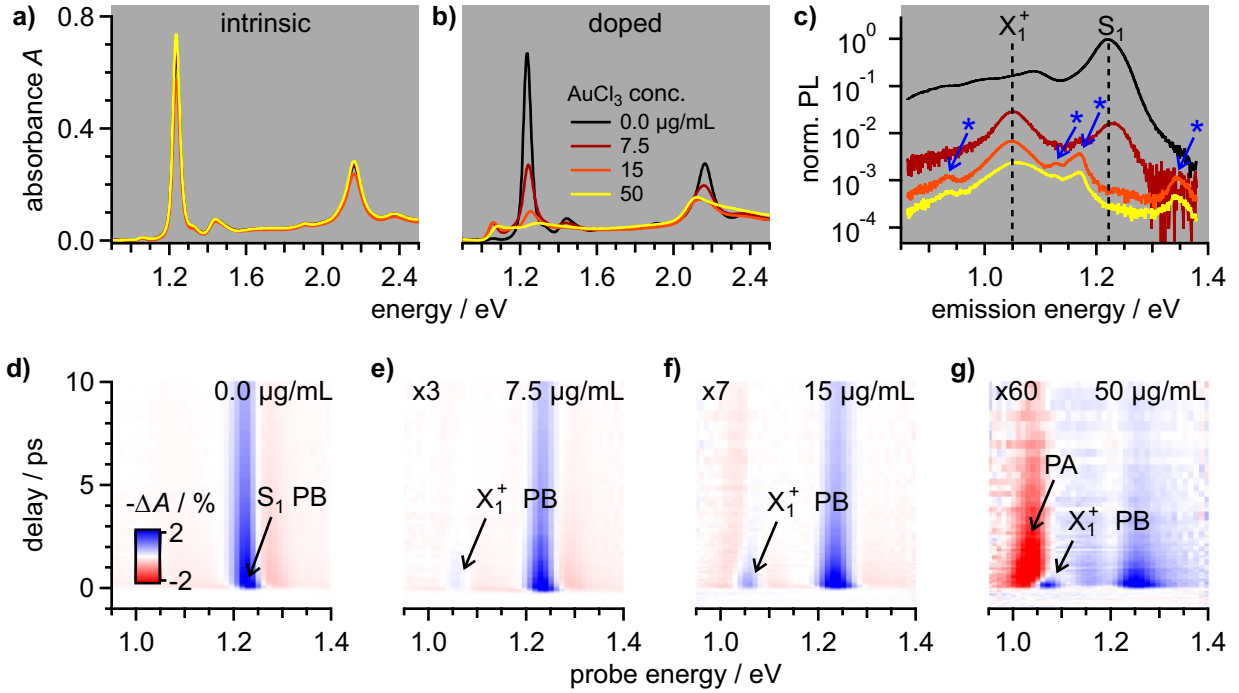 a)
intrinsic
b)
doped
c)
X₁⁺
S₁
0.8
0.4
0.0
absorbance A
AuCl₃ conc.
0.0 µg/mL
7.5
15
50
norm. PL
10⁰
10⁻¹
10⁻²
10⁻³
10⁻⁴
* * * *
1.2 1.6 2.0 2.4
1.2 1.6 2.0 2.4
1.0 1.2 1.4
energy / eV
emission energy / eV
d)
0.0 µg/mL
e)
x3 7.5 µg/mL
f)
x7 15 µg/mL
g)
x60 50 µg/mL
10
5
0
delay / ps
-ΔA / %
2
-2
S₁ PB
X₁⁺ PB
X₁⁺ PB
PA
X₁⁺ PB
1.0 1.2 1.4
1.0 1.2 1.4
1.0 1.2 1.4
1.0 1.2 1.4
probe energy / eV